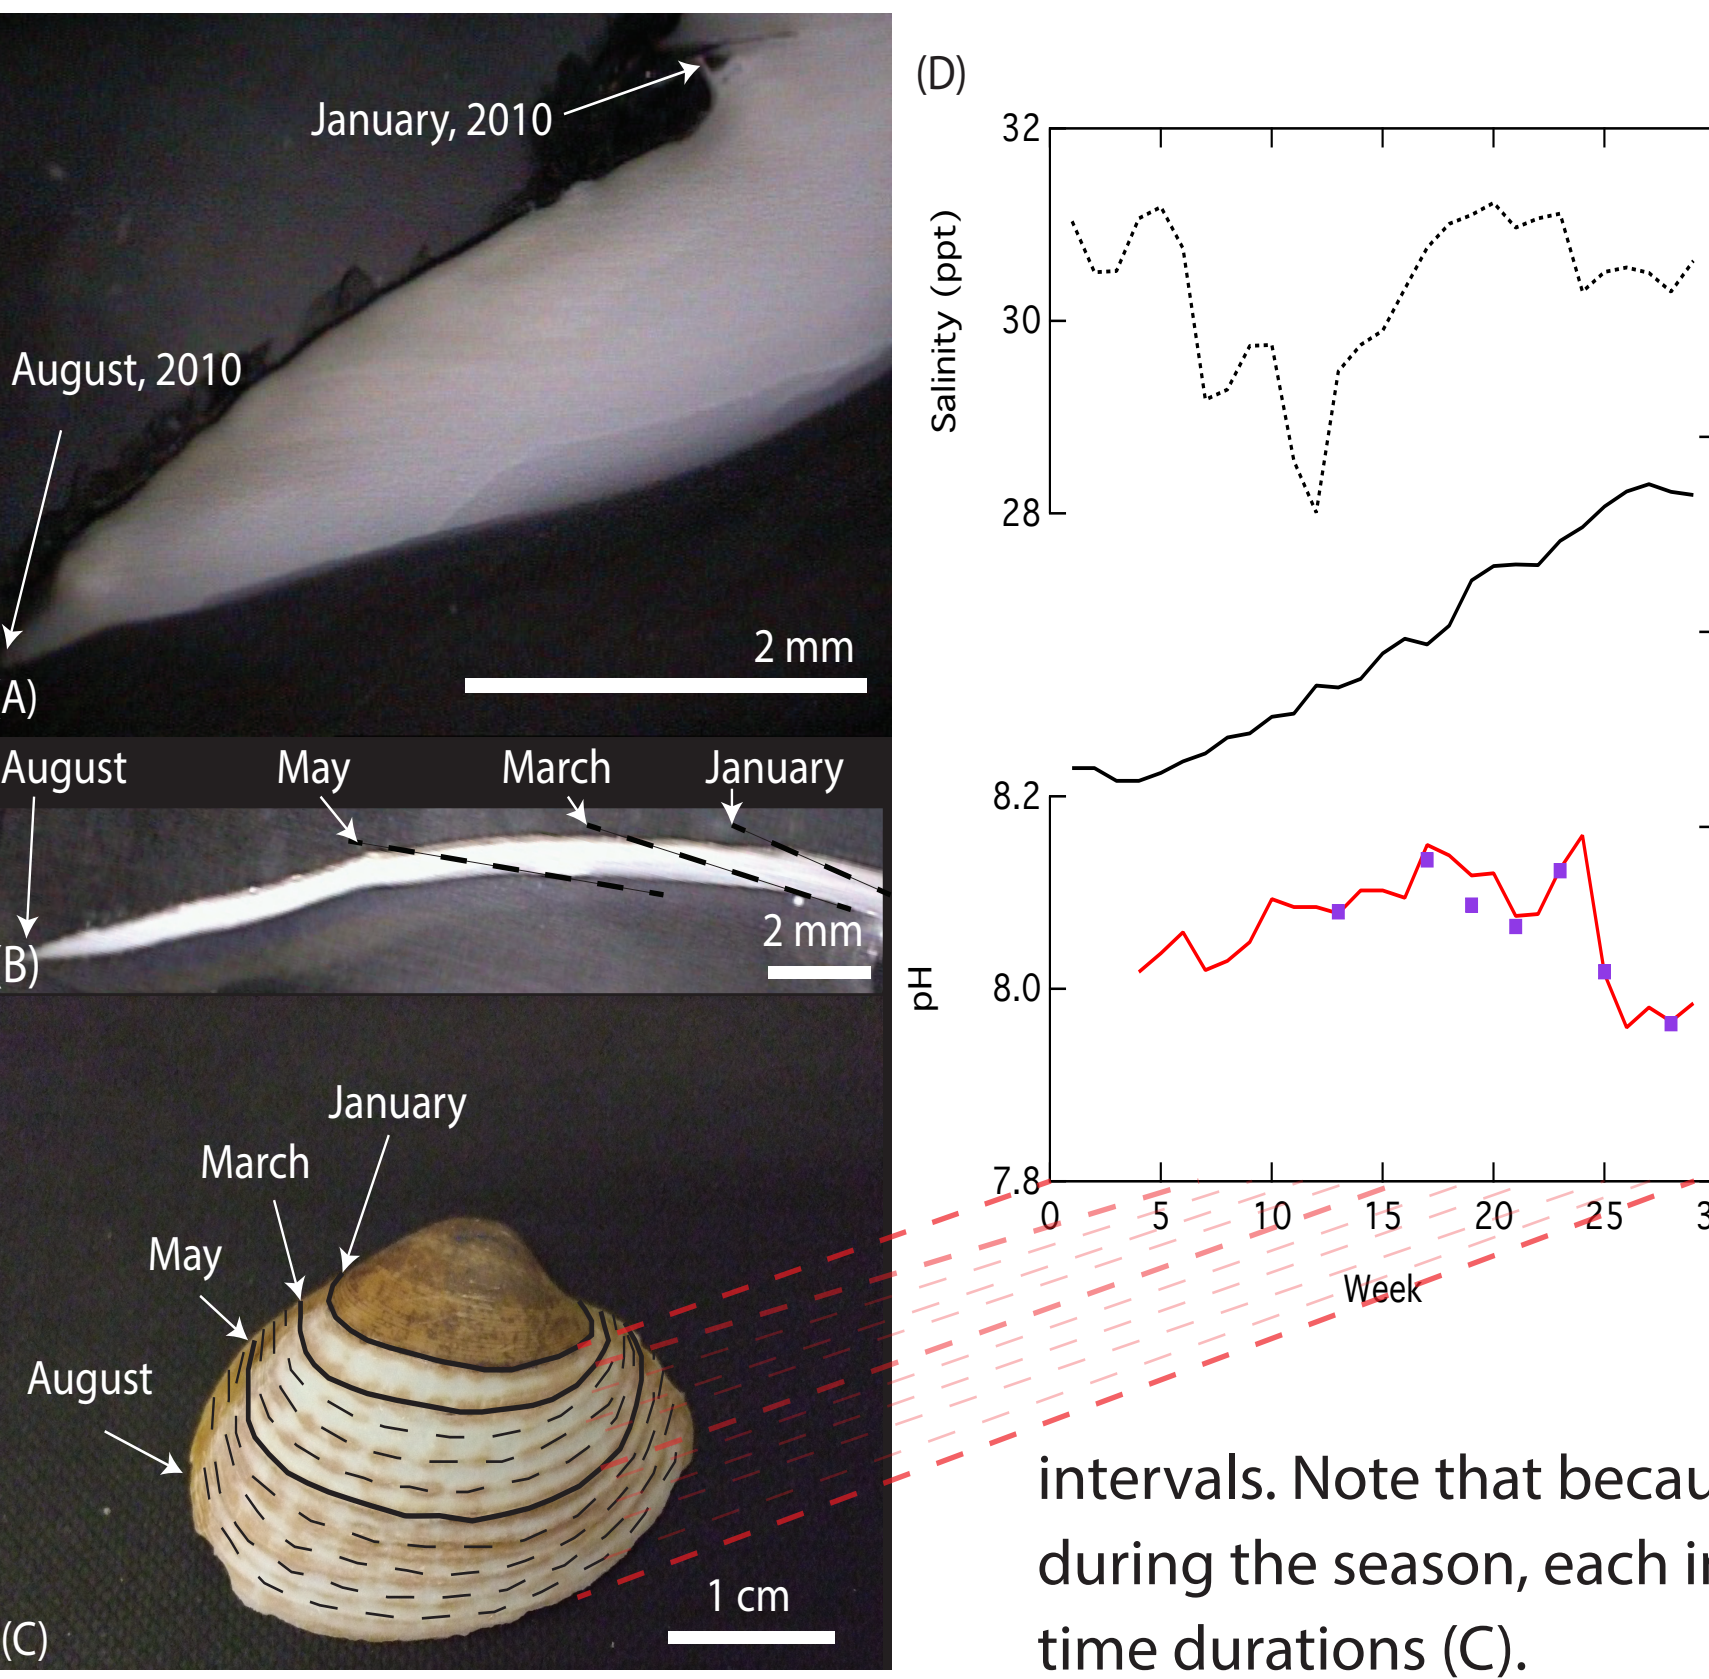 January, 2010
August, 2010
2 mm
A)
August
May
March
January
2 mm
(B)
January
March
May
August
1 cm
(C)
(D)
32
30
28
Salinity (ppt)
8.2
8.0
7.8
pH
0 5 10 15 20 25 3
Week
intervals. Note that becau
during the season, each i
time durations (C).